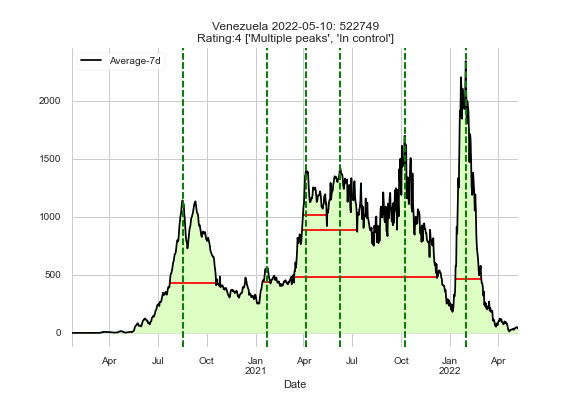 Venezuela 2022-05-10: 522749
Rating:4 ['Multiple peaks', 'In control']
Average-7d
2000
1500
1000
500
0
Apr
Jul
Oct
Jan
2021
Apr
Jul
Oct
Jan
2022
Apr
Date